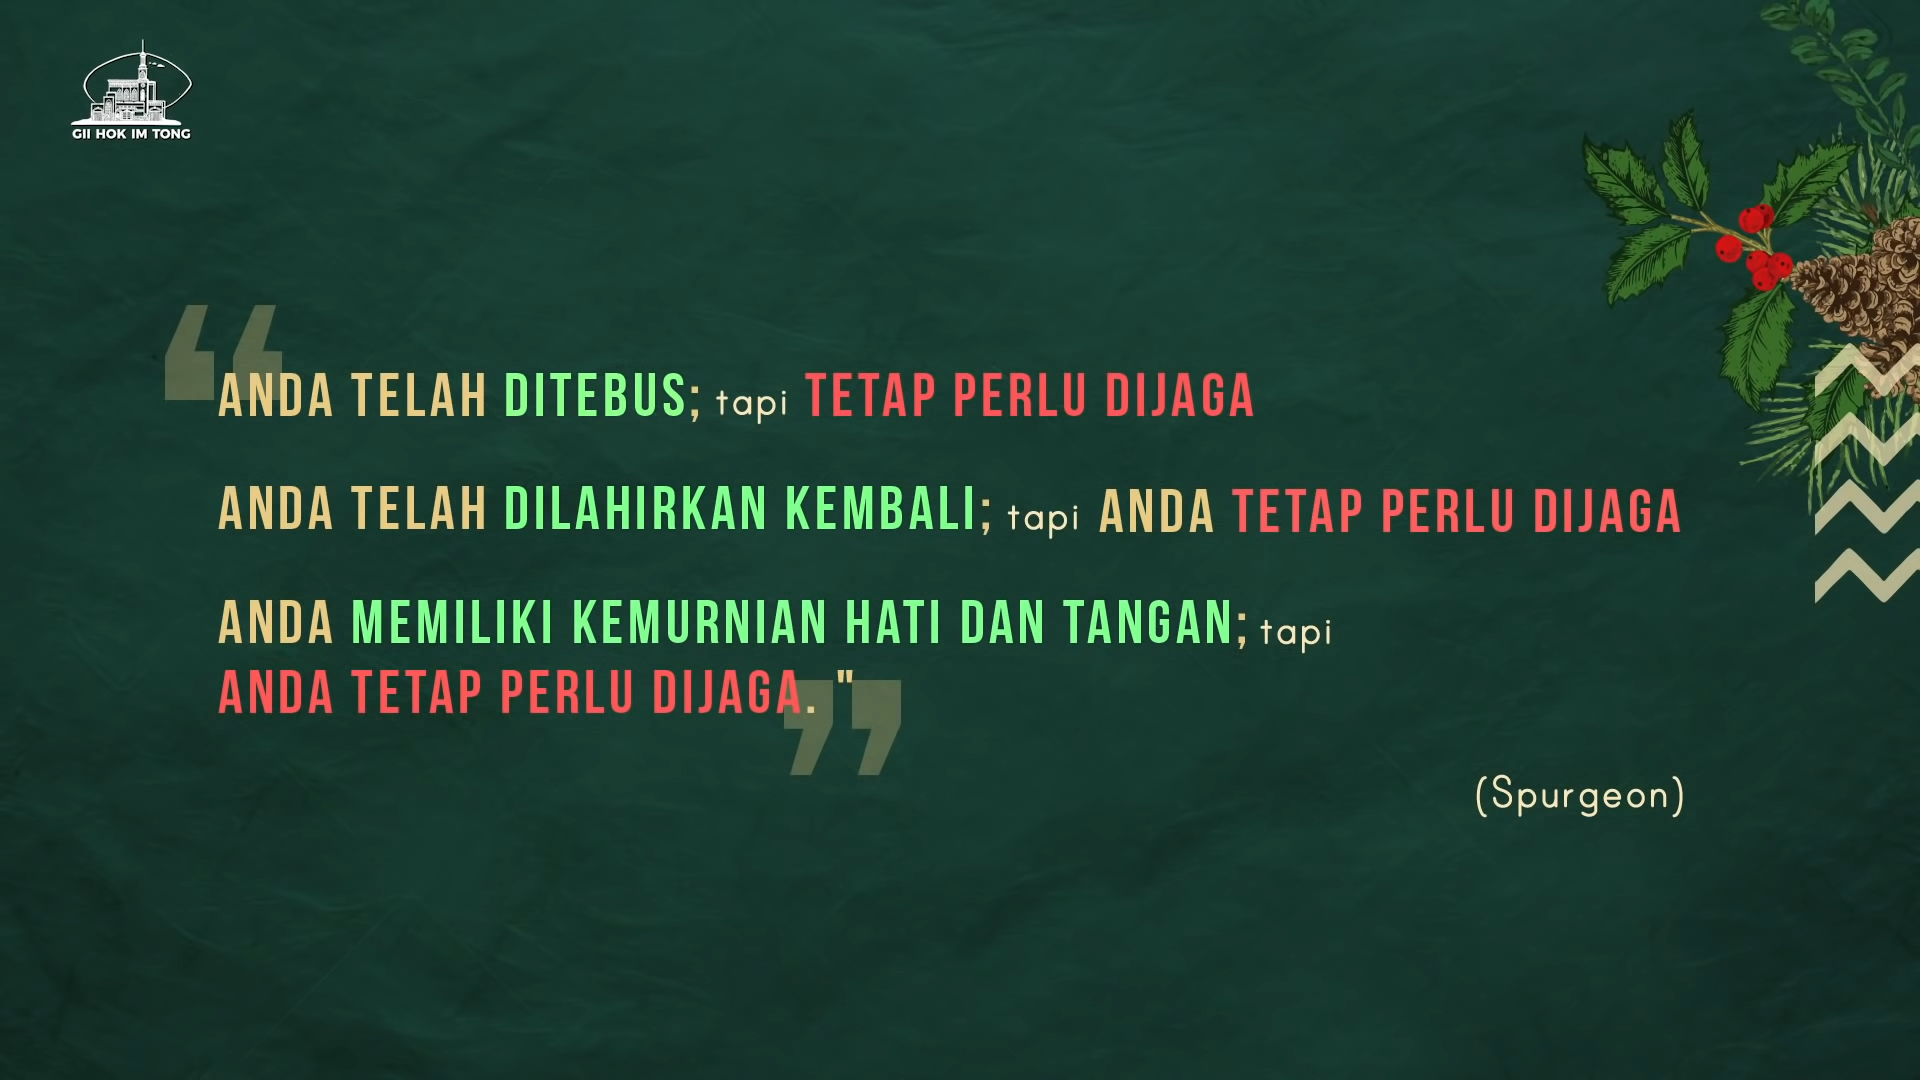 GII HOK IM TONG
“ANDA TELAH DITEBUS; tapi TETAP PERLU DIJAGA
ANDA TELAH DILAHIRKAN KEMBALI; tapi ANDA TETAP PERLU DIJAGA
ANDA MEMILIKI KEMURNIAN HATI DAN TANGAN; tapi
ANDA TETAP PERLU DIJAGA. "”
(Spurgeon)